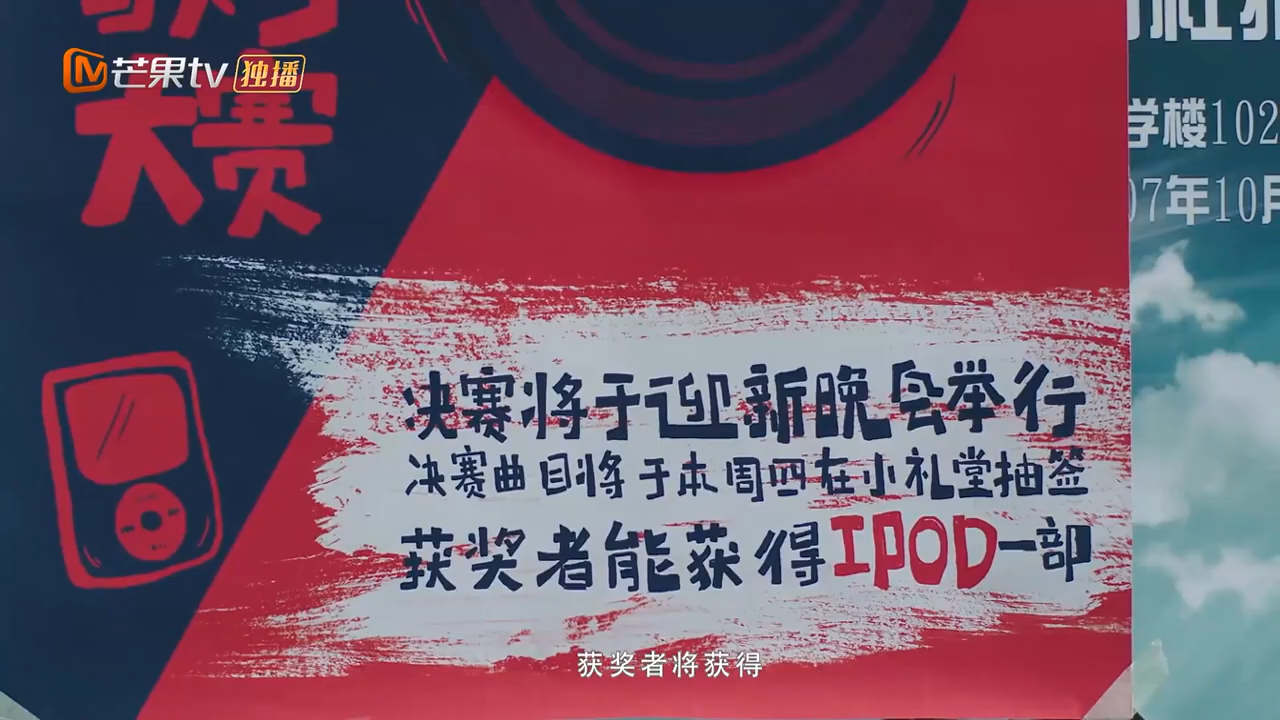 芒果tv 独播
大赛
学楼102
07年10月
决赛将于迎新晚会举行
决赛曲目将于本周四在小礼堂抽签
获奖者能获得IPOD一部
获奖者将获得